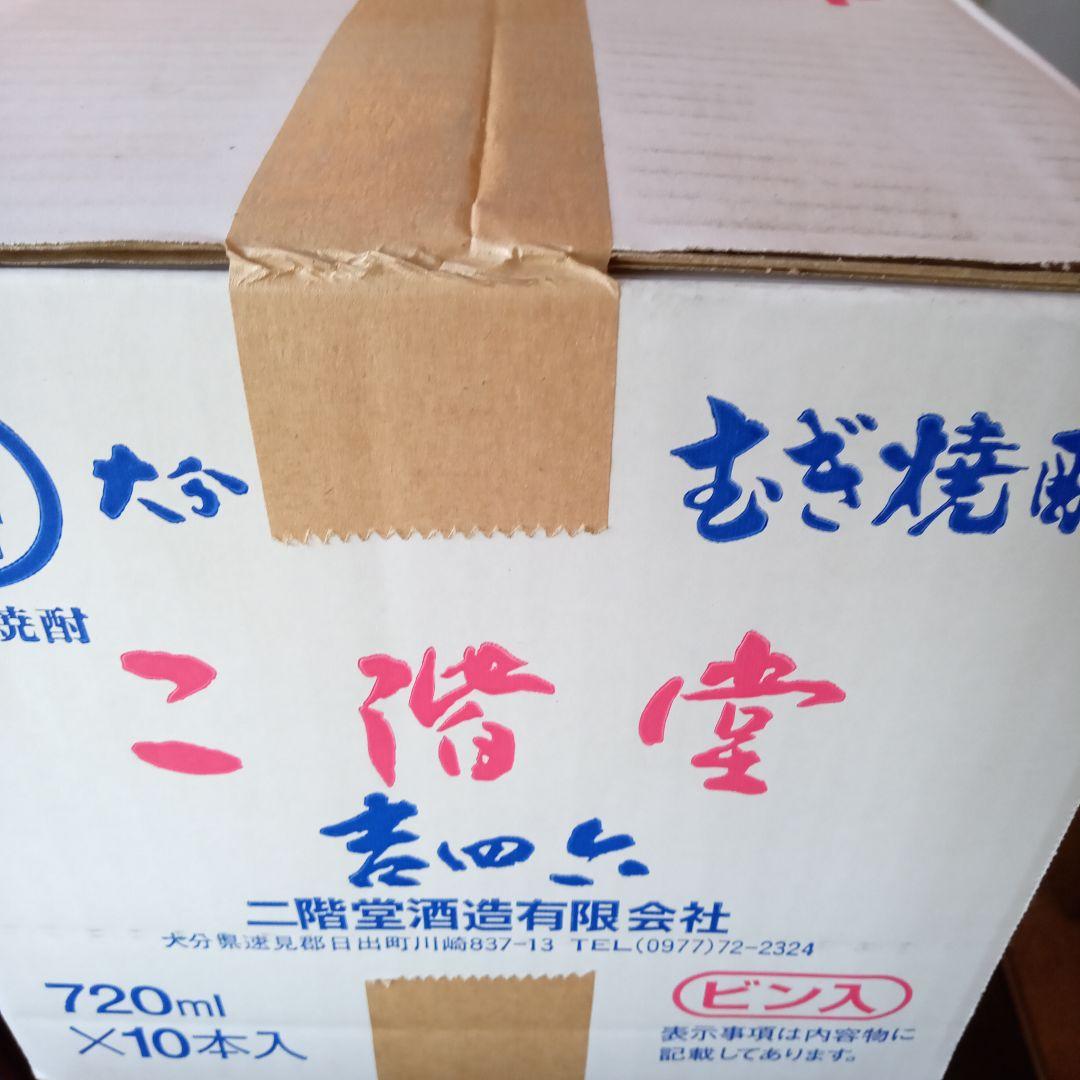 大分 むぎ焼酎
焼酎
二階堂
吉四六
二階堂酒造有限会社
大分県速見郡日出町川崎837-13 TEL(0977)72-2324
720ml
×10本入
ビン入
表示事項は内容物に
記載してあります。